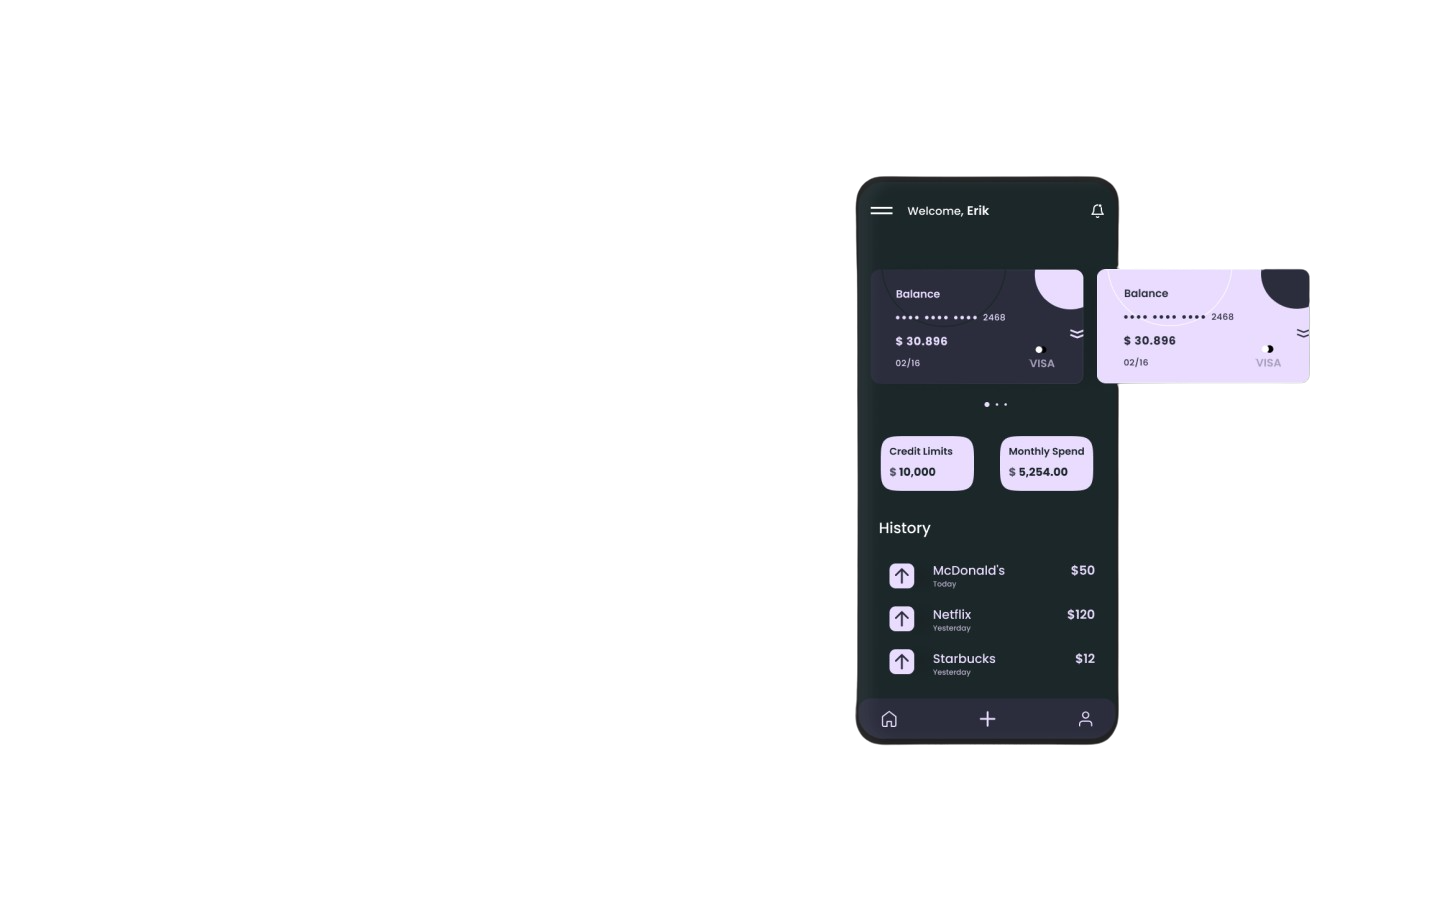 Welcome, Erik
Balance
•••• •••• •••• 2468
$ 30.896
02/16
VISA
Balance
•••• •••• •••• 2468
$ 30.896
02/16
VISA
Credit Limits
$ 10,000
Monthly Spend
$ 5,254.00
History
McDonald's
$50
Today
Netflix
$120
Yesterday
Starbucks
$12
Yesterday